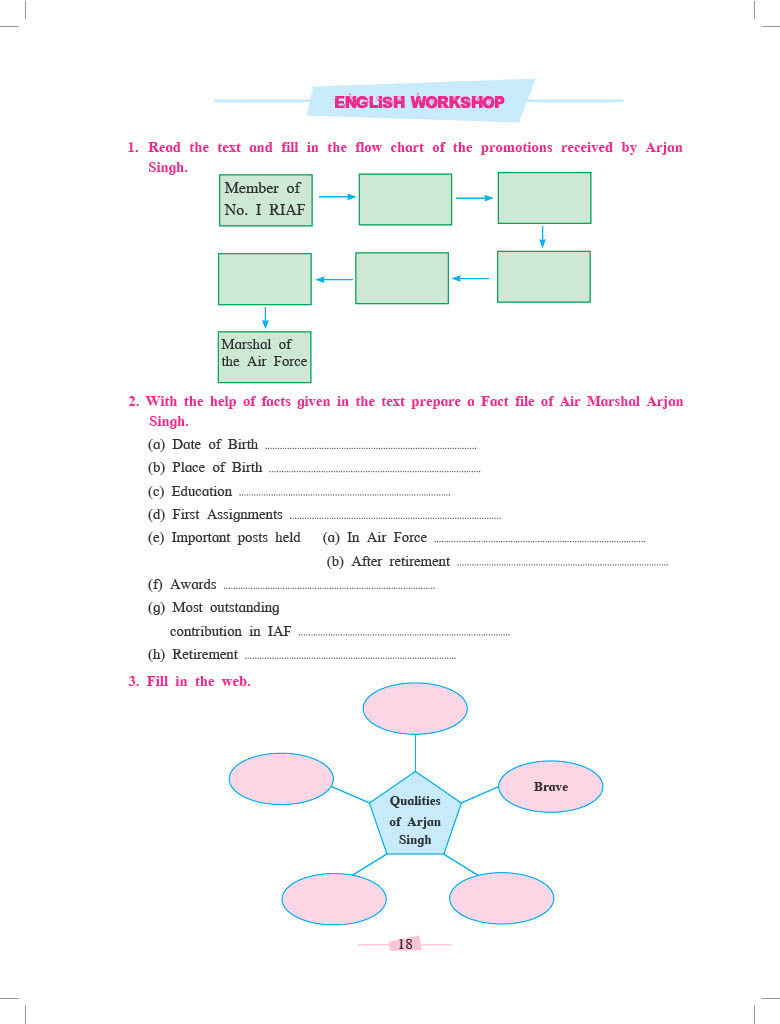 ENGLISH WORKSHOP
1. Read the text and fill in the flow chart of the promotions received by Arjan
Singh.
Member of
No. I RIAF
Marshal of
the Air Force
2. With the help of facts given in the text prepare a Fact file of Air Marshal Arjan
Singh.
(a) Date of Birth ........................................................................
(b) Place of Birth ........................................................................
(c) Education ........................................................................
(d) First Assignments ........................................................................
(e) Important posts held (a) In Air Force ........................................................................
(b) After retirement ........................................................................
(f) Awards ........................................................................
(g) Most outstanding
contribution in IAF ........................................................................
(h) Retirement ........................................................................
3. Fill in the web.
Brave
Qualities
of Arjan
Singh
18